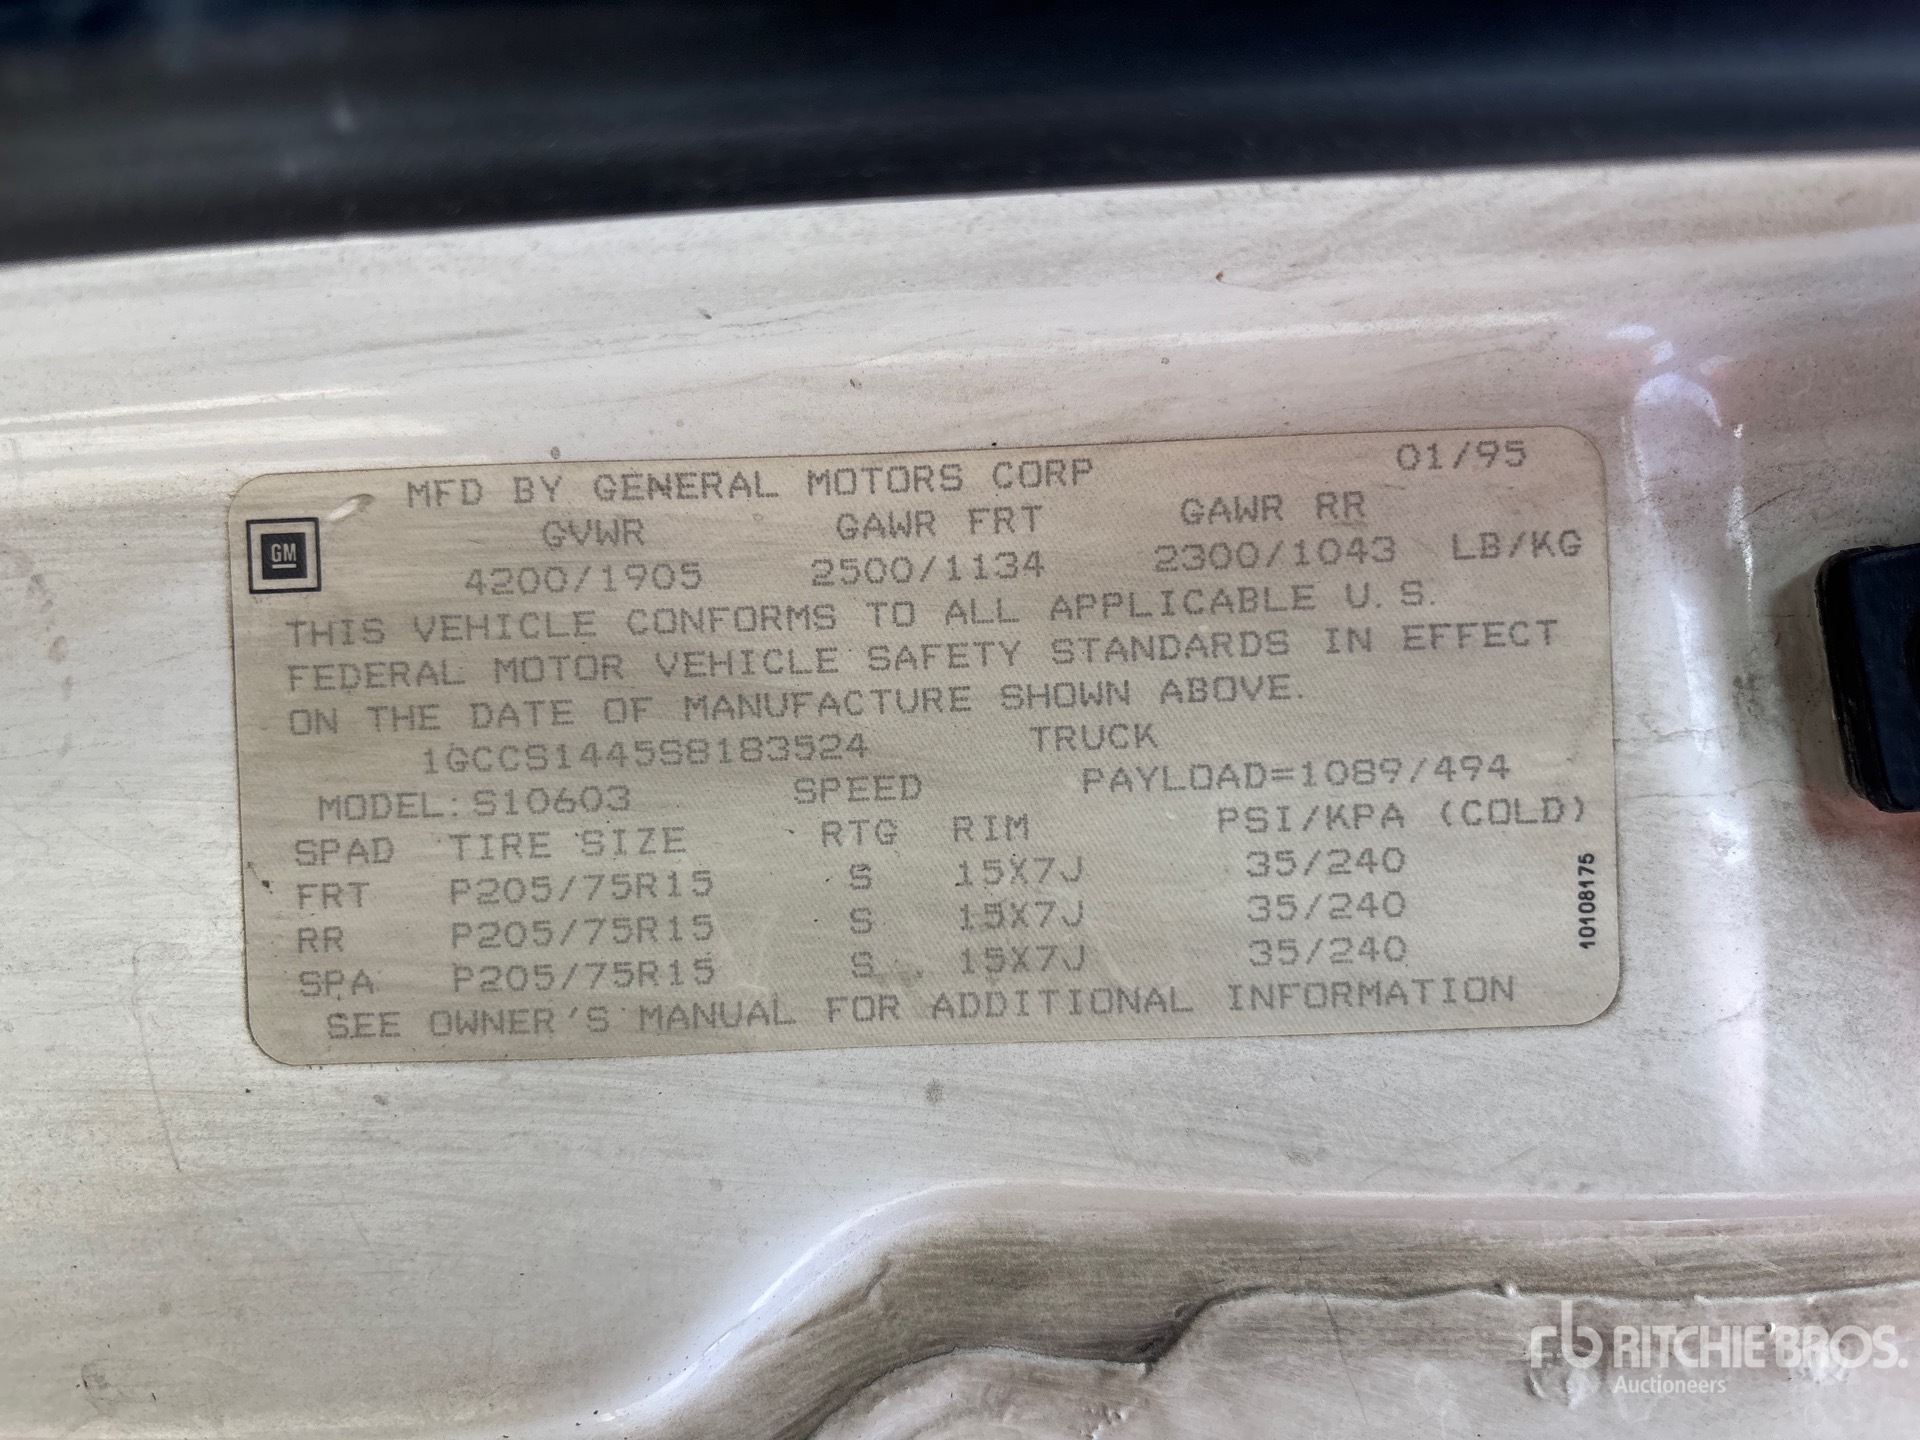 MFD BY GENERAL MOTORS CORP 01/95
GVWR GAWR FRT GAWR RR
GM
4200/1905 2500/1134 2300/1043 LB/KG
THIS VEHICLE CONFORMS TO ALL APPLICABLE U.S.
FEDERAL MOTOR VEHICLE SAFETY STANDARDS IN EFFECT
ON THE DATE OF MANUFACTURE SHOWN ABOVE.
1GCCS1445S8183524 TRUCK
MODEL:S10603 SPEED PAYLOAD=1089/494
SPAD TIRE SIZE RTG RIM PSI/KPA (COLD)
FRT P205/75R15 S 15X7J 35/240
RR P205/75R15 S 15X7J 35/240
SPA P205/75R15 S 15X7J 35/240
SEE OWNER'S MANUAL FOR ADDITIONAL INFORMATION
10108175
rb RITCHIE BROS.
Auctioneers